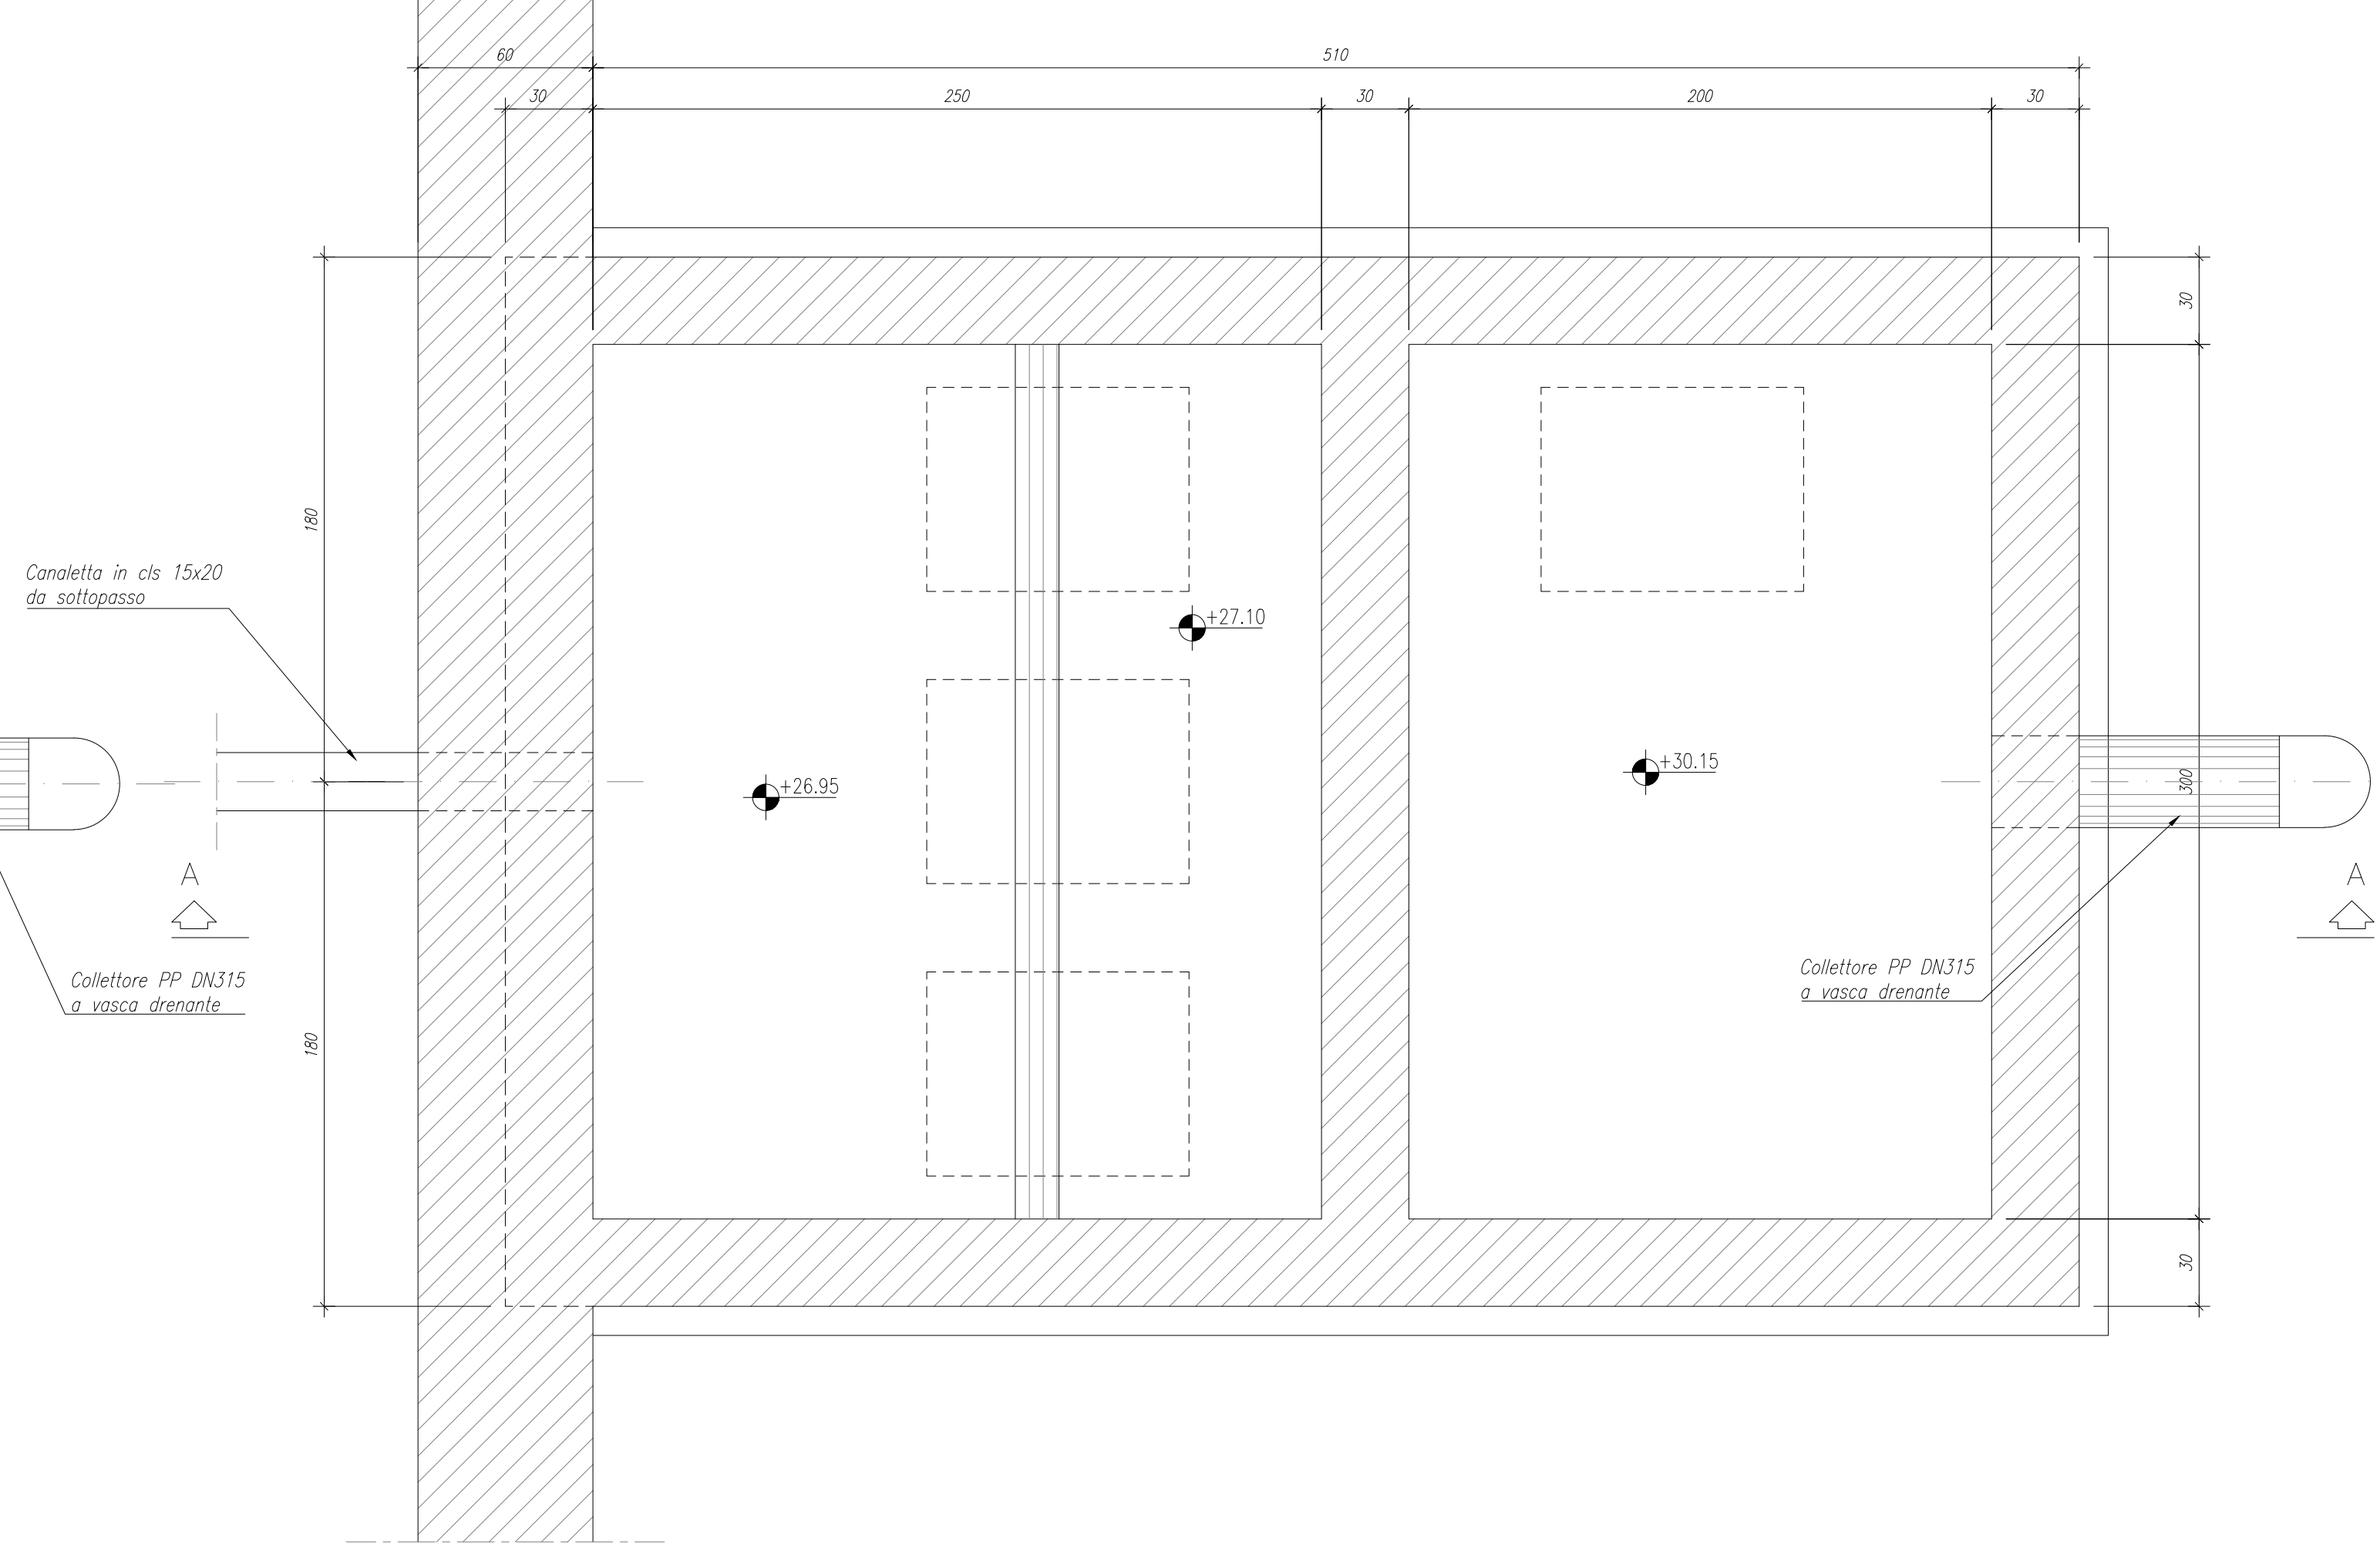 60
510
30
250
30
200
30
30
180
Canaletta in cls 15x20
da sottopasso
+27.10
+30.15
+26.95
300
A
A
Collettore PP DN315
a vasca drenante
Collettore PP DN315
a vasca drenante
180
30